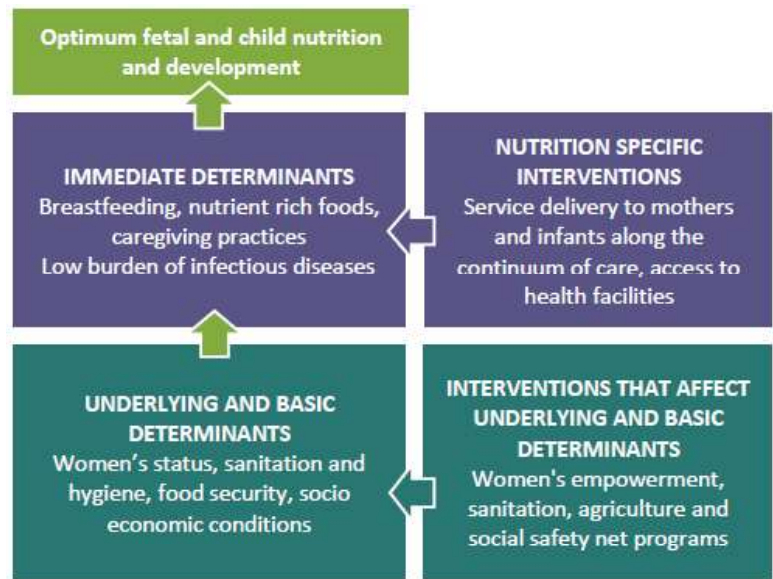 Optimum fetal and child nutrition
and development
IMMEDIATE DETERMINANTS
Breastfeeding, nutrient rich foods,
caregiving practices
Low burden of infectious diseases
NUTRITION SPECIFIC
INTERVENTIONS
Service delivery to mothers
and infants along the
continuum of care, access to
health facilities
UNDERLYING AND BASIC
DETERMINANTS
Women's status, sanitation and
hygiene, food security, socio
economic conditions
INTERVENTIONS THAT AFFECT
UNDERLYING AND BASIC
DETERMINANTS
Women's empowerment,
sanitation, agriculture and
social safety net programs